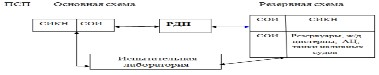 ПСП Основная схема Резервная схема
СИКН СОИ РДП СОИ СИКН
СОИ Резервуары, ж/д
цистерны, АЦ,
танки наливных
судов
Испытательная
лаборатория